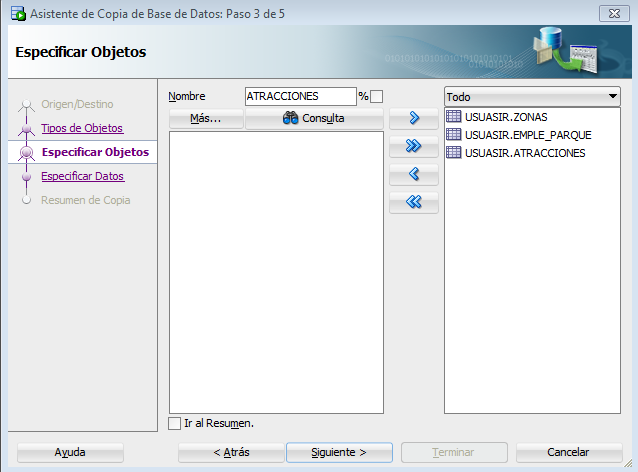 Asistente de Copia de Base de Datos: Paso 3 de 5
Especificar Objetos
Origen/Destino
Tipos de Objetos
Especificar Objetos
Especificar Datos
Resumen de Copia
Nombre ATRACCIONES %
Más... Consulta
Todo
USUASIR.ZONAS
USUASIR.EMPLE_PARQUE
USUASIR.ATRACCIONES
Ir al Resumen.
Ayuda < Atrás Siguiente > Terminar Cancelar